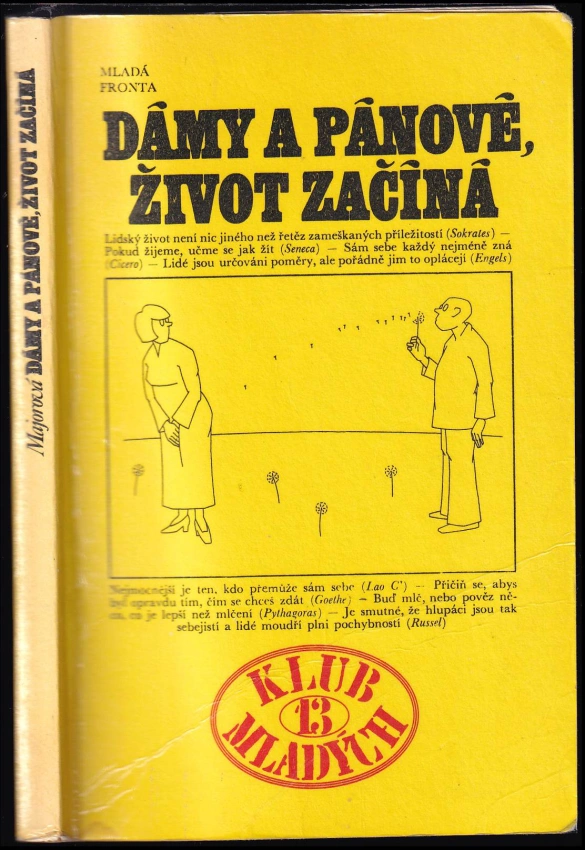 Majorová DÁMY A PÁNOVÉ, ŽIVOT ZAČÍNÁ
MLADÁ
FRONTA
DÁMY A PÁNOVÉ,
ŽIVOT ZAČÍNÁ
Lidský život není nic jiného než řetěz zameškaných příležitostí (Sokrates) –
Pokud žijeme, učme se jak žít (Seneca) – Sám sebe každý nejméně zná
(Cicero) – Lidé jsou určováni poměry, ale pořádně jim to oplácejí (Engels)
Nejmocnější je ten, kdo přemůže sám sebe (Lao C') – Přičiň se, abys
byl opravdu tím, čím se chceš zdát (Goethe) – Buď mlč, nebo pověz ně-
co, co je lepší než mlčení (Pythagoras) – Je smutné, že hlupáci jsou tak
sebejistí a lidé moudří plni pochybností (Russel)
KLUB
13
MLADÝCH